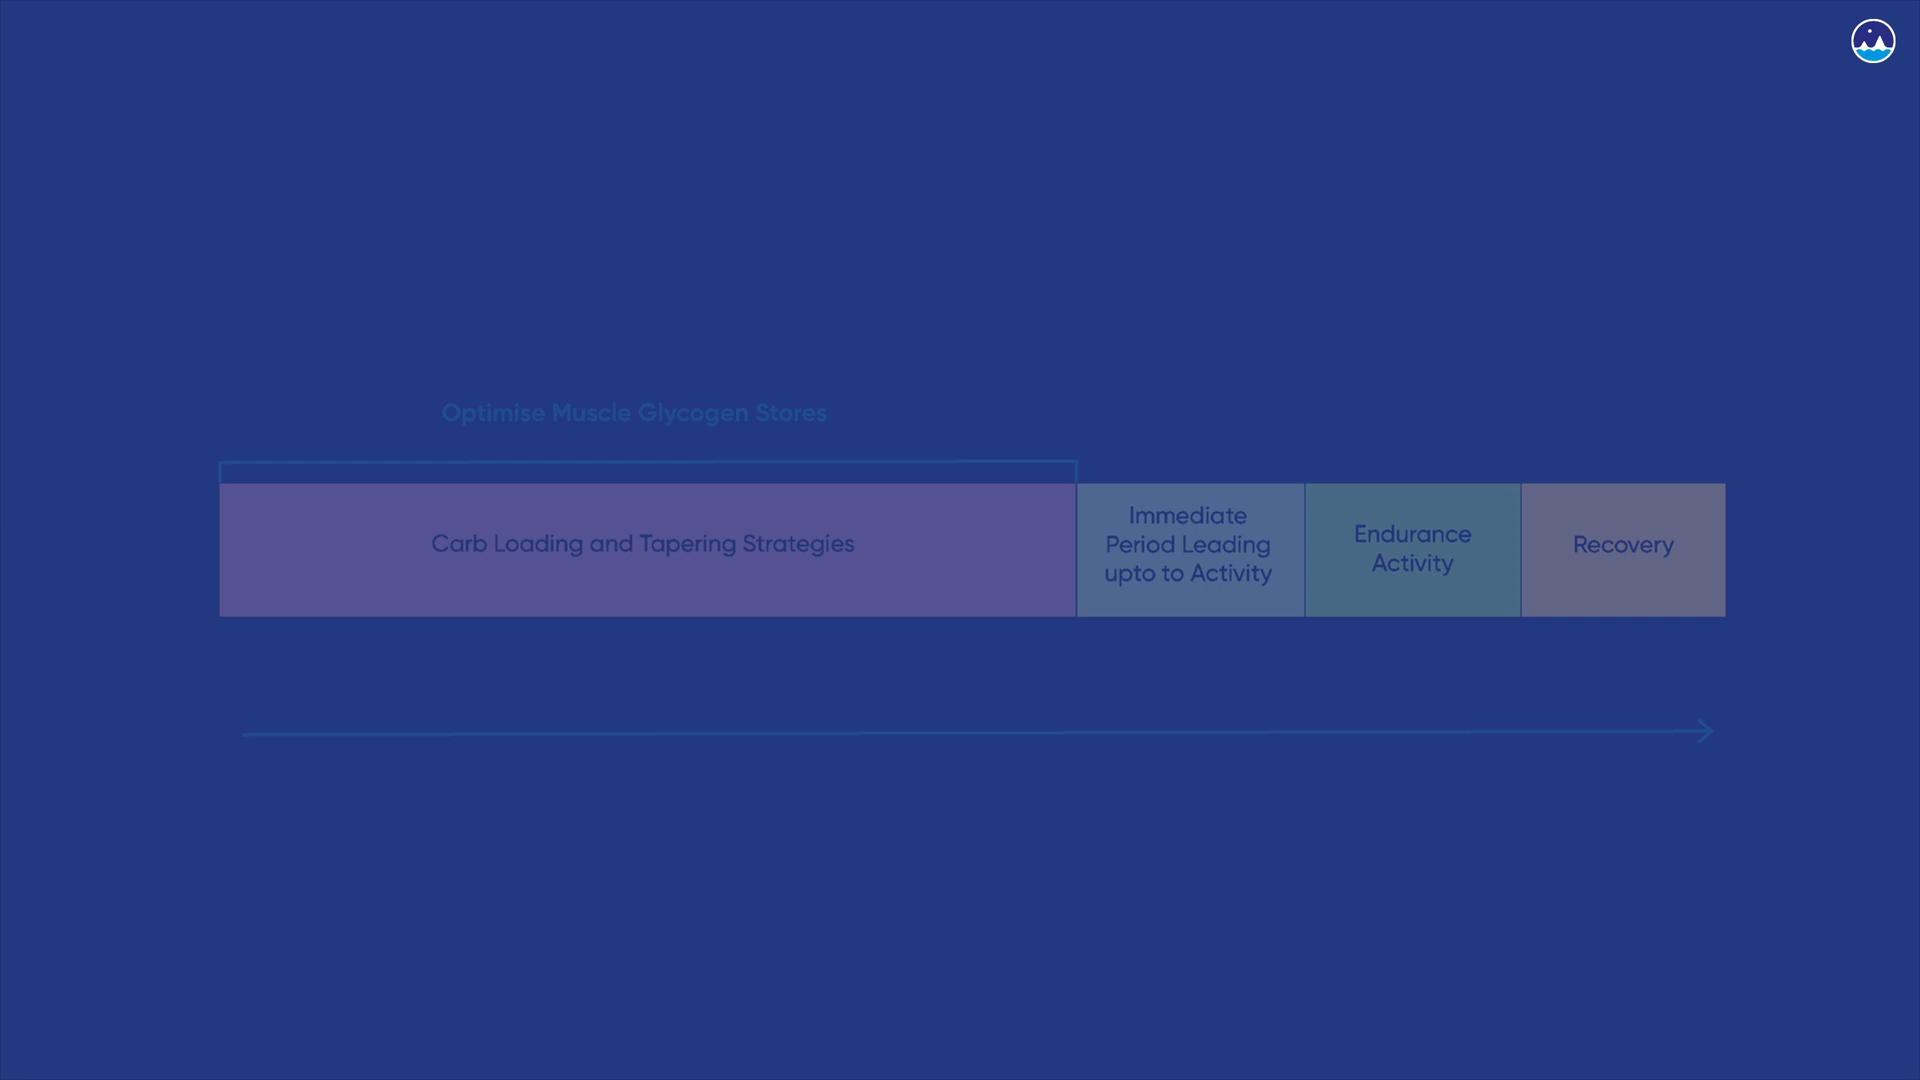 Optimise Muscle Glycogen Stores
Carb Loading and Tapering Strategies
Immediate
Period Leading
upto to Activity
Endurance
Activity
Recovery